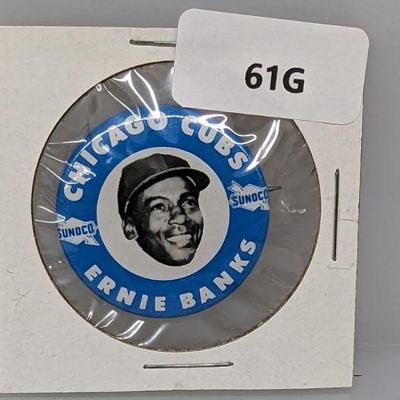 61G
CHICAGO CUBS
SUNOCO
SUNOCO
ERNIE BANKS